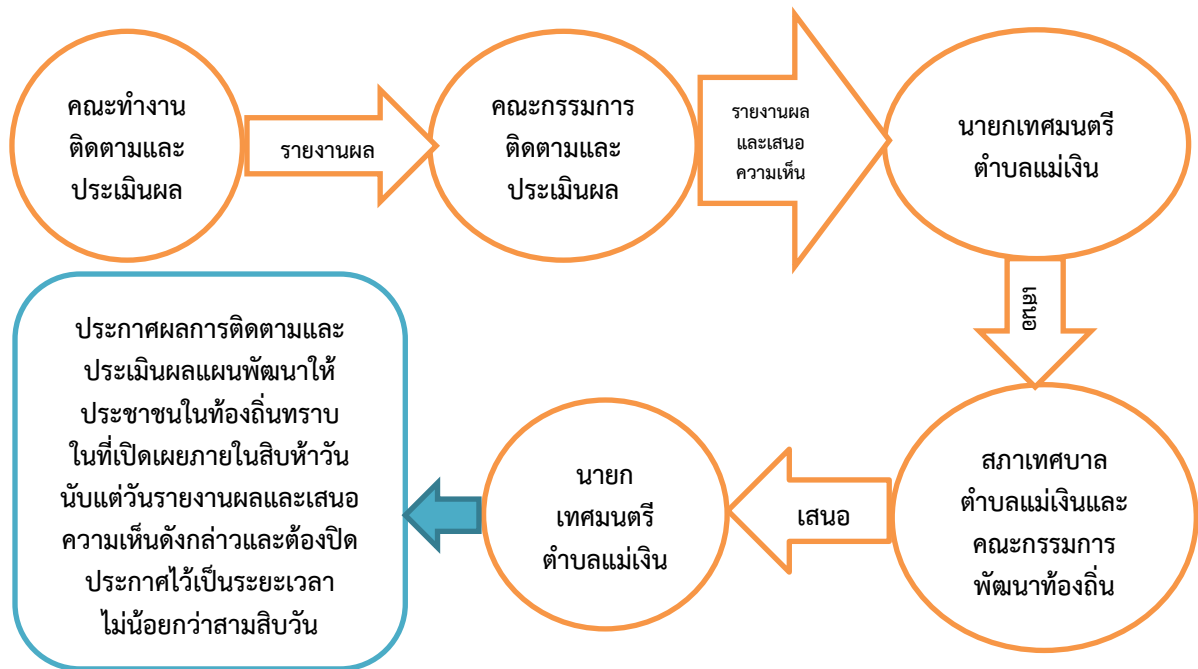 คณะทำงาน
ติดตามและ
ประเมินผล
รายงานผล
คณะกรรมการ
ติดตามและ
ประเมินผล
รายงานผล
และเสนอ
ความเห็น
นายกเทศมนตรี
ตำบลแม่เงิน
เสนอ
สภาเทศบาล
ตำบลแม่เงินและ
คณะกรรมการ
พัฒนาท้องถิ่น
เสนอ
นายก
เทศมนตรี
ตำบลแม่เงิน
ประกาศผลการติดตามและ
ประเมินผลแผนพัฒนาให้
ประชาชนในท้องถิ่นทราบ
ในที่เปิดเผยภายในสิบห้าวัน
นับแต่วันรายงานผลและเสนอ
ความเห็นดังกล่าวและต้องปิด
ประกาศไว้เป็นระยะเวลา
ไม่น้อยกว่าสามสิบวัน